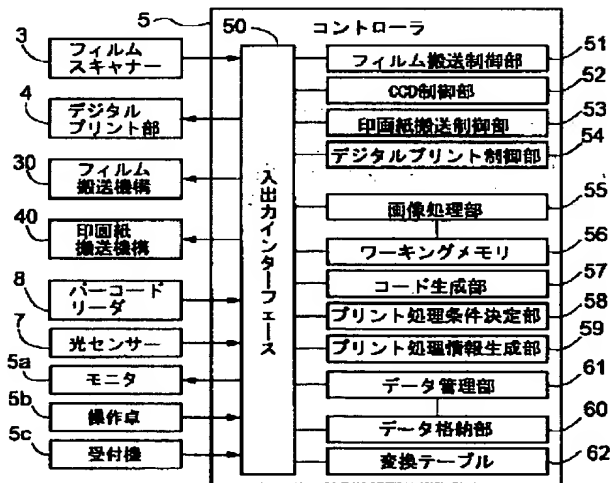 5
50
コントローラ
3
フィルム
スキャナー
4
デジタル
プリント部
30
フィルム
搬送機構
40
印画紙
搬送機構
8
バーコード
リーダ
7
光センサー
5a
モニタ
5b
操作卓
5c
受付機
入出力インターフェース
フィルム搬送制御部
51
CCD制御部
52
印画紙搬送制御部
53
デジタルプリント制御部
54
画像処理部
55
ワーキングメモリ
56
コード生成部
57
プリント処理条件決定部
58
プリント処理情報生成部
59
データ管理部
61
データ格納部
60
変換テーブル
62